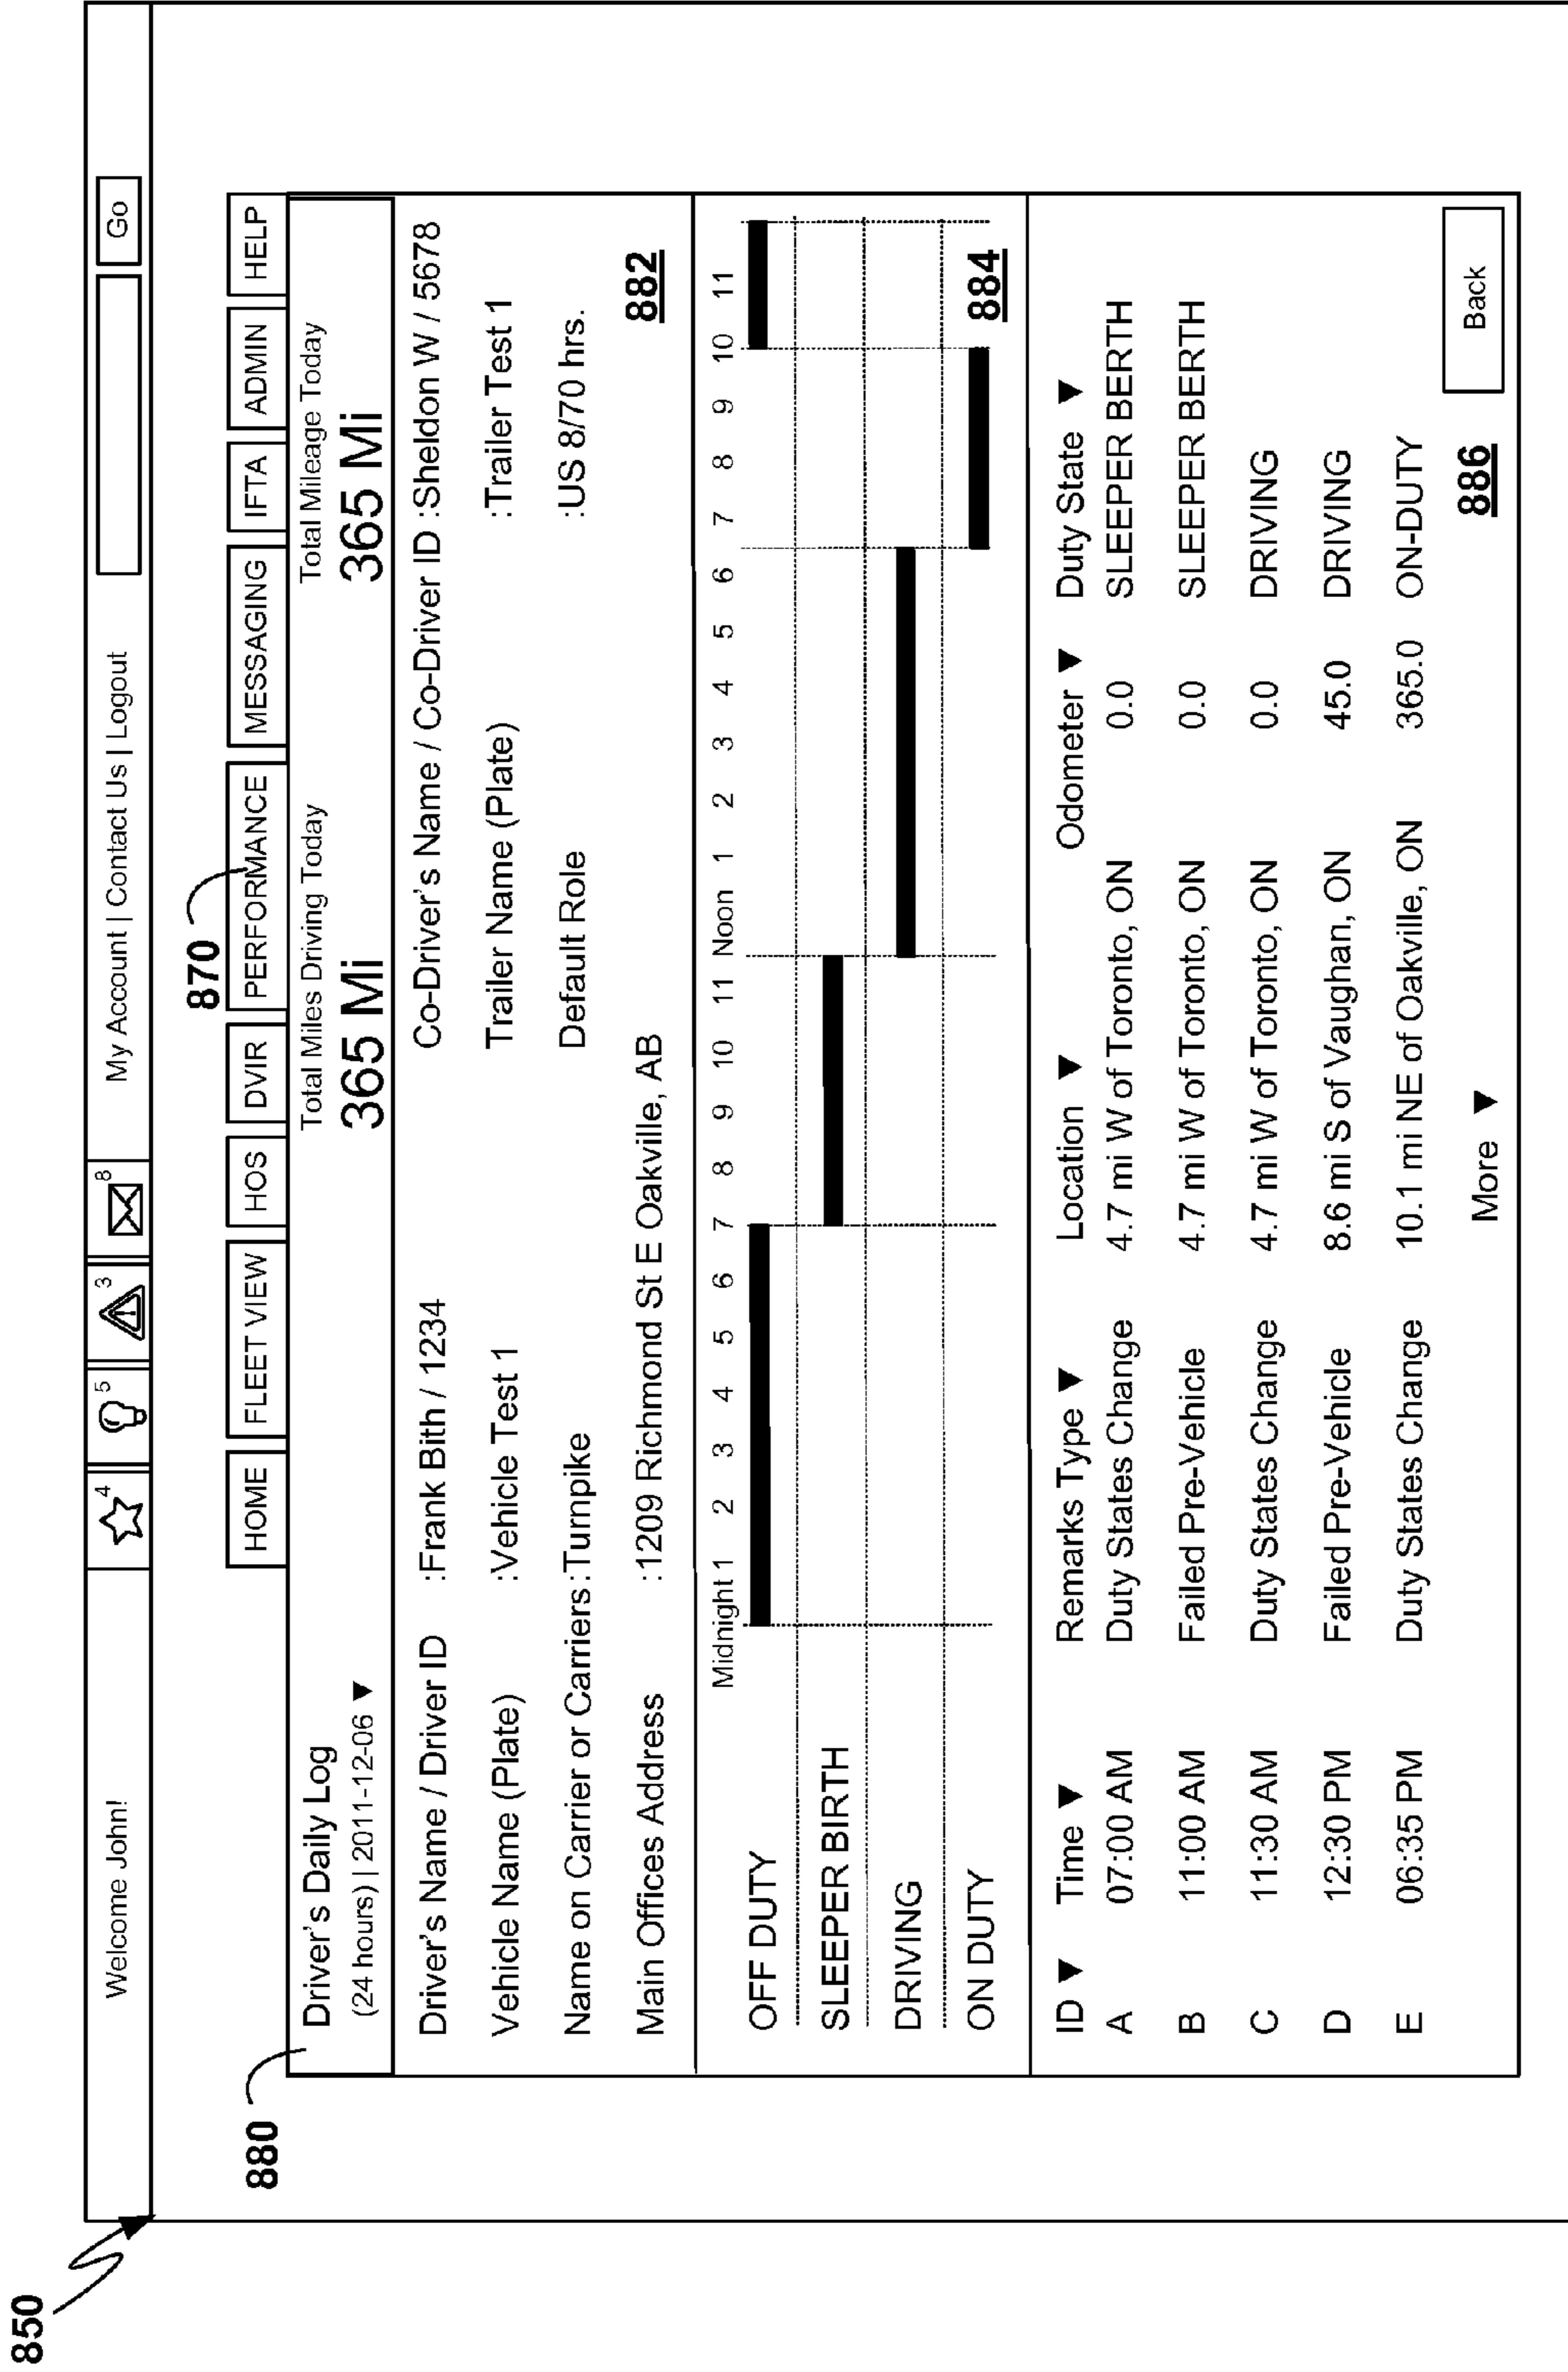 850
Welcome John!
4 5 3 8
My Account | Contact Us | Logout
Go
870
HOME FLEET VIEW HOS DVIR PERFORMANCE MESSAGING IFTA ADMIN HELP
880
Driver's Daily Log
(24 hours) | 2011-12-06 ▼
Total Miles Driving Today
365 Mi
Total Mileage Today
365 Mi
Driver's Name / Driver ID :Frank Bith / 1234 Co-Driver's Name / Co-Driver ID :Sheldon W / 5678
Vehicle Name (Plate) :Vehicle Test 1 Trailer Name (Plate) :Trailer Test 1
Name on Carrier or Carriers:Turnpike Default Role :US 8/70 hrs.
Main Offices Address :1209 Richmond St E Oakville, AB
882
Midnight 1 2 3 4 5 6 7 8 9 10 11 Noon 1 2 3 4 5 6 7 8 9 10 11
OFF DUTY
SLEEPER BIRTH
DRIVING
ON DUTY
884
ID ▼ Time ▼ Remarks Type ▼ Location ▼ Odometer ▼ Duty State ▼
A 07:00 AM Duty States Change 4.7 mi W of Toronto, ON 0.0 SLEEPER BERTH
B 11:00 AM Failed Pre-Vehicle 4.7 mi W of Toronto, ON 0.0 SLEEPER BERTH
C 11:30 AM Duty States Change 4.7 mi W of Toronto, ON 0.0 DRIVING
D 12:30 PM Failed Pre-Vehicle 8.6 mi S of Vaughan, ON 45.0 DRIVING
E 06:35 PM Duty States Change 10.1 mi NE of Oakville, ON 365.0 ON-DUTY
More ▼
886
Back